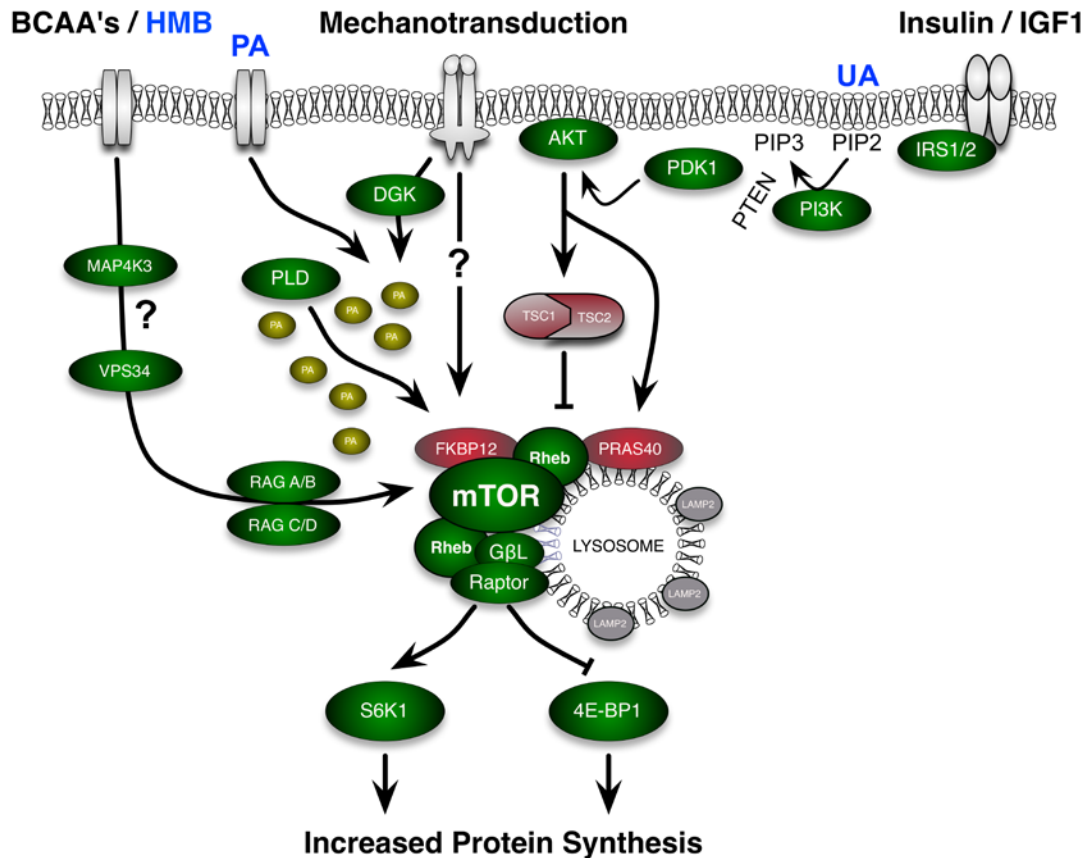 BCAA's / HMB
PA
Mechanotransduction
Insulin / IGF1
UA
AKT
PDK1
PIP3
PIP2
IRS1/2
PTEN
PI3K
DGK
MAP4K3
?
VPS34
PLD
?
PA
PA
PA
PA
PA
PA
PA
TSC1
TSC2
FKBP12
Rheb
PRAS40
mTOR
RAG A/B
RAG C/D
Rheb
GβL
Raptor
LYSOSOME
LAMP2
LAMP2
LAMP2
S6K1
4E-BP1
Increased Protein Synthesis